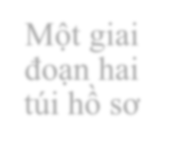 Một giai
đoạn hai
túi hồ sơ